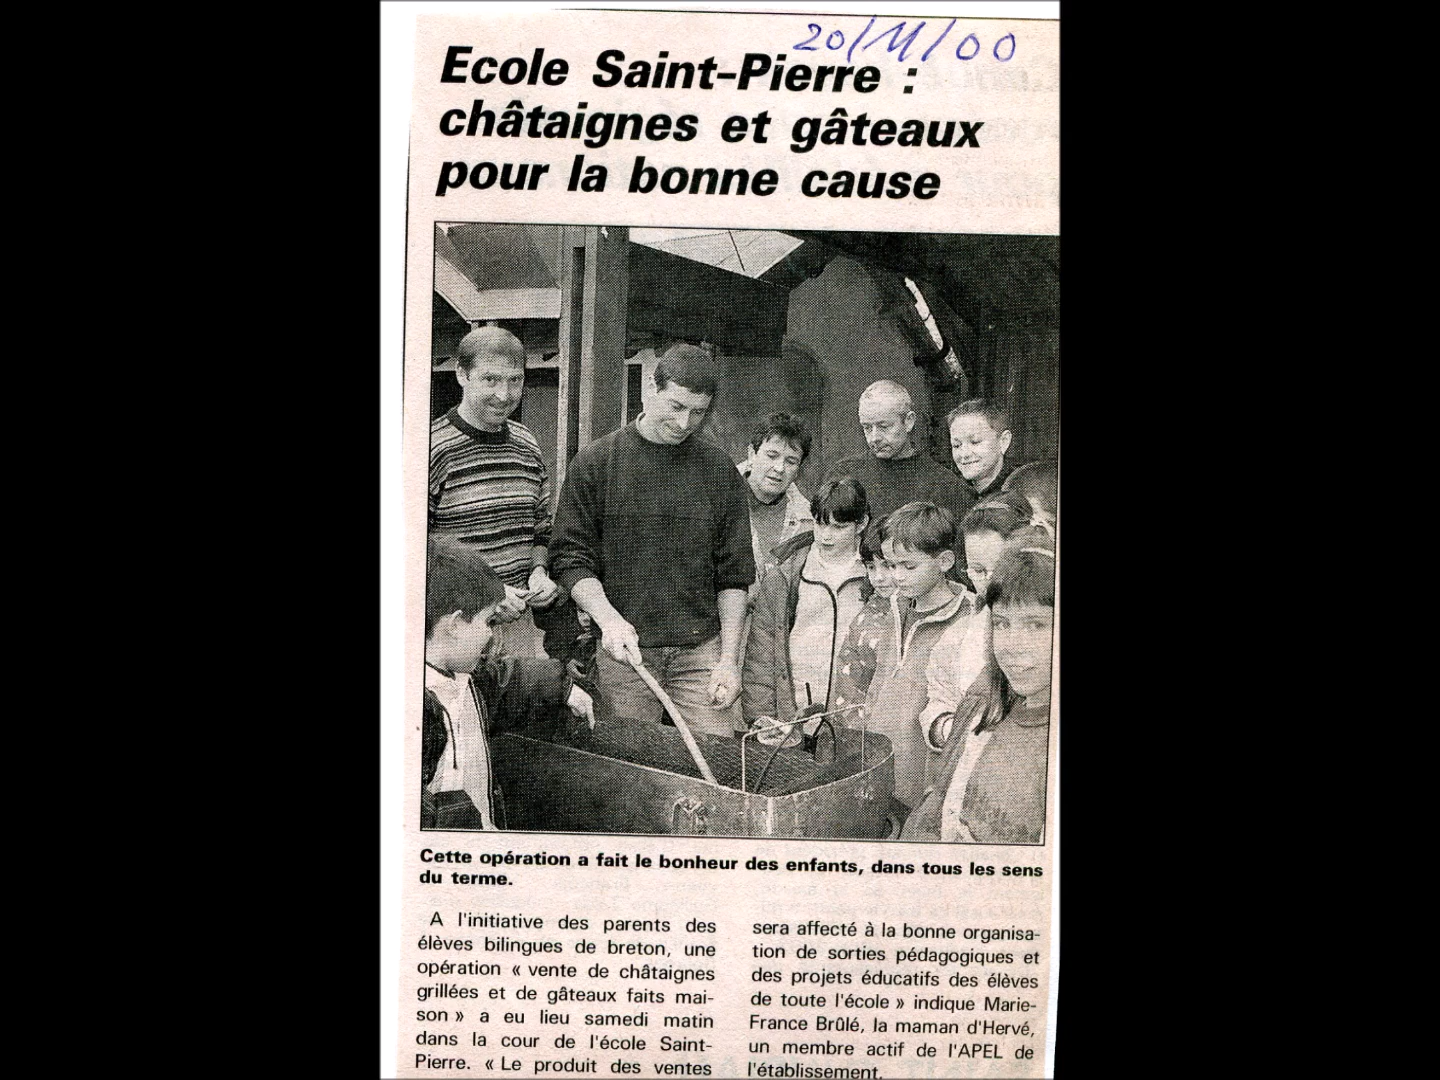 20/11/00
Ecole Saint-Pierre :
châtaignes et gâteaux
pour la bonne cause
Cette opération a fait le bonheur des enfants, dans tous les sens
du terme.
A l'initiative des parents des
élèves bilingues de breton, une
opération « vente de châtaignes
grillées et de gâteaux faits mai-
son » a eu lieu samedi matin
dans la cour de l'école Saint-
Pierre. « Le produit des ventes
sera affecté à la bonne organisa-
tion de sorties pédagogiques et
des projets éducatifs des élèves
de toute l'école » indique Marie-
France Brûlé, la maman d'Hervé,
un membre actif de l'APEL de
l'établissement.